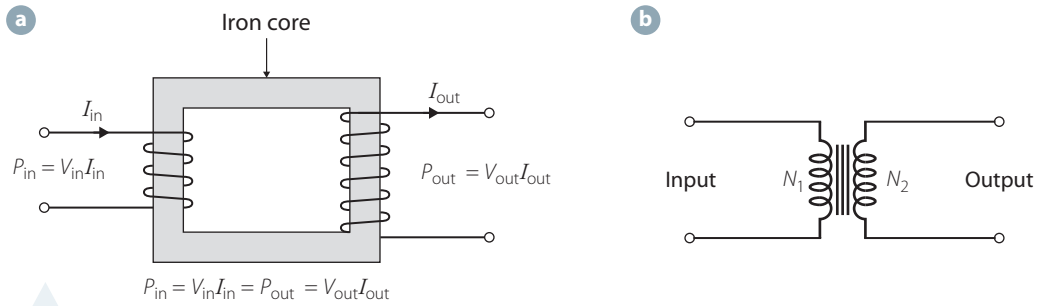 a
Iron core
I_in
I_out
P_in = V_in I_in
P_out = V_out I_out
P_in = V_in I_in = P_out = V_out I_out
b
Input
N_1
N_2
Output